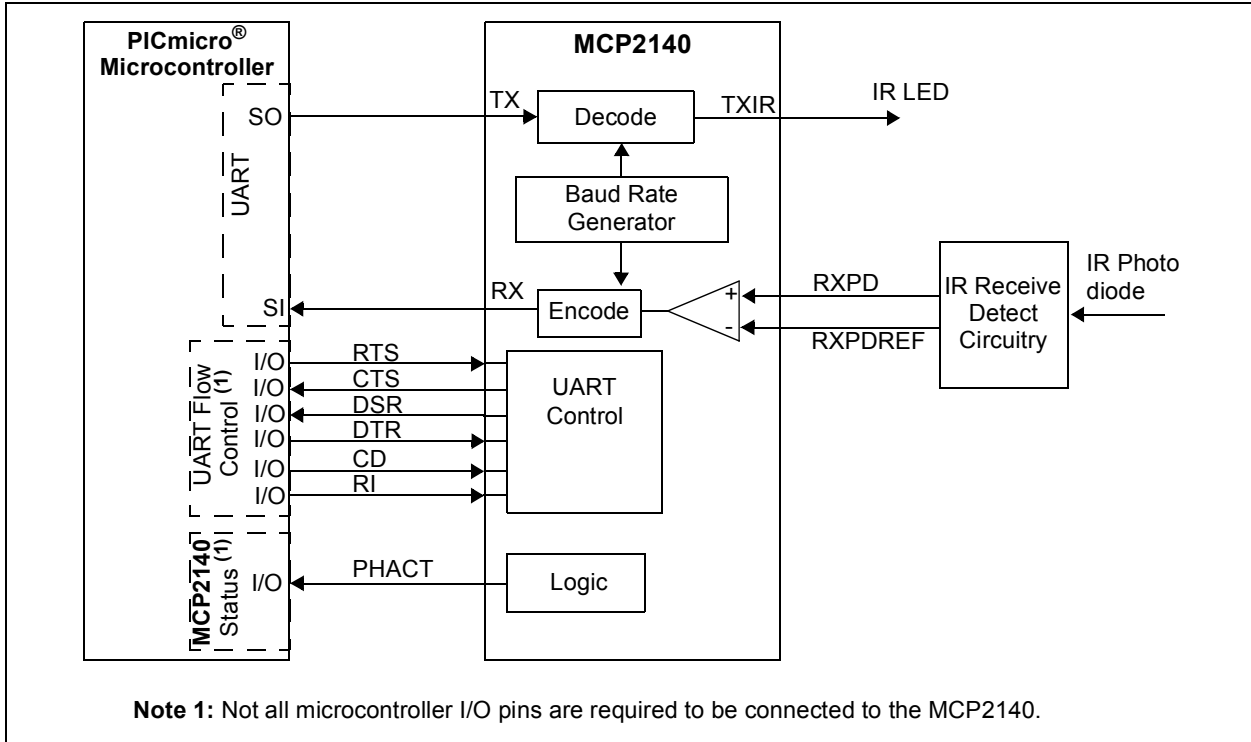 PICmicro®
Microcontroller
MCP2140
UART
SO
TX
Decode
TXIR
IR LED
Baud Rate
Generator
SI
RX
Encode
+
-
RXPD
RXPDREF
IR Receive
Detect
Circuitry
IR Photo
diode
UART Flow
Control (1)
I/O
RTS
I/O
CTS
I/O
DSR
I/O
DTR
I/O
CD
I/O
RI
UART
Control
MCP2140
Status (1)
I/O
PHACT
Logic
Note 1: Not all microcontroller I/O pins are required to be connected to the MCP2140.